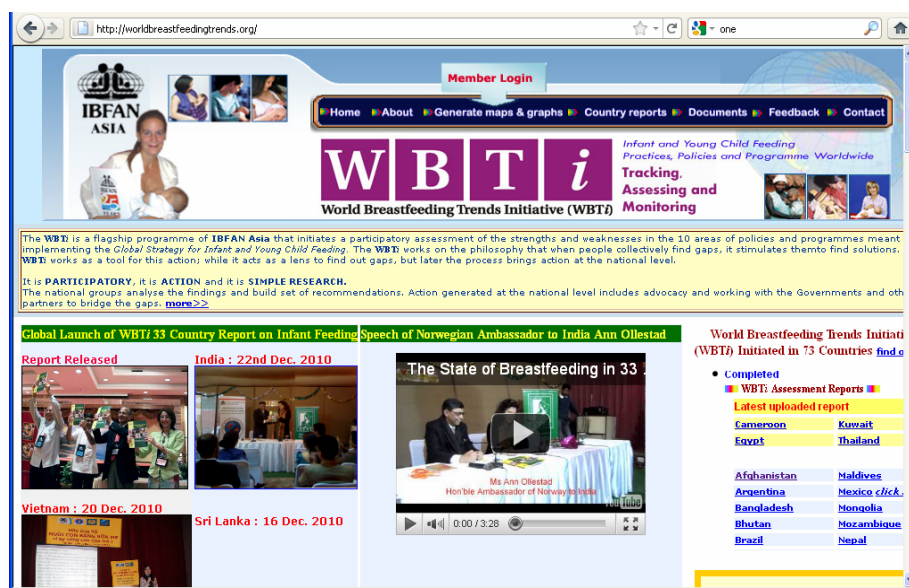 http://worldbreastfeedingtrends.org/
one
Member Login
IBFAN
ASIA
Home About Generate maps & graphs Country reports Documents Feedback Contact
WBTi
World Breastfeeding Trends Initiative (WBTi)
Infant and Young Child Feeding
Practices, Policies and Programme Worldwide
Tracking,
Assessing and
Monitoring
The WBTi is a flagship programme of IBFAN Asia that initiates a participatory assessment of the strengths and weaknesses in the 10 areas of policies and programmes meant
implementing the Global Strategy for Infant and Young Child Feeding. The WBTi works on the philosophy that when people collectively find gaps, it stimulates themto find solutions.
WBTi works as a tool for this action; while it acts as a lens to find out gaps, but later the process brings action at the national level.
It is PARTICIPATORY, it is ACTION and it is SIMPLE RESEARCH.
The national groups analyse the findings and build set of recommendations. Action generated at the national level includes advocacy and working with the Governments and oth
partners to bridge the gaps. more>>
Global Launch of WBTi 33 Country Report on Infant Feeding
Report Released
India : 22nd Dec. 2010
Vietnam : 20 Dec. 2010
Sri Lanka : 16 Dec. 2010
Speech of Norwegian Ambassador to India Ann Ollestad
The State of Breastfeeding in 33 ..
Ms Ann Ollestad
Hon'ble Ambassador of Norway to India
YouTube
0:00 / 3:28
World Breastfeeding Trends Initiati
(WBTi) Initiated in 73 Countries find o
Completed
WBTi Assessment Reports
Latest uploaded report
Cameroon Kuwait
Egypt Thailand
Afghanistan Maldives
Argentina Mexico click
Bangladesh Mongolia
Bhutan Mozambique
Brazil Nepal